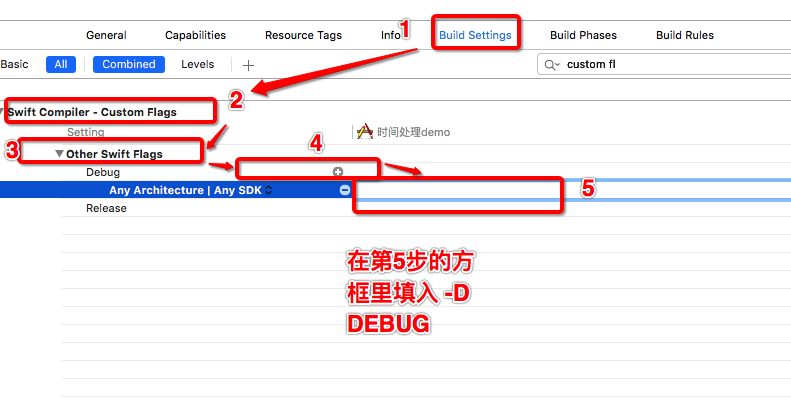 General Capabilities Resource Tags Info 1 Build Settings Build Phases Build Rules
Basic All Combined Levels + custom fl
2
Swift Compiler - Custom Flags
Setting 时间处理demo
3 Other Swift Flags 4
Debug
Any Architecture | Any SDK 5
Release
在第5步的方
框里填入 -D
DEBUG